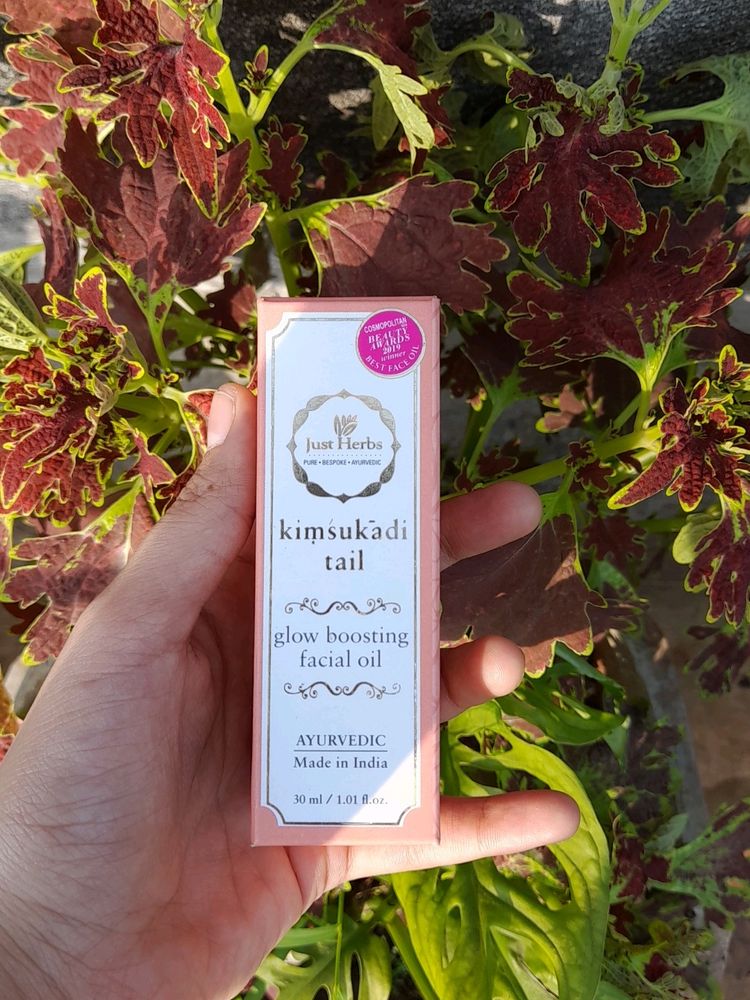 COSMOPOLITAN
BEAUTY
AWARDS
2019
winner
BEST FACE OIL
Just Herbs
PURE • BESPOKE • AYURVEDIC
kiṃśukādi
tail
glow boosting
facial oil
AYURVEDIC
Made in India
30 ml / 1.01 fl.oz.